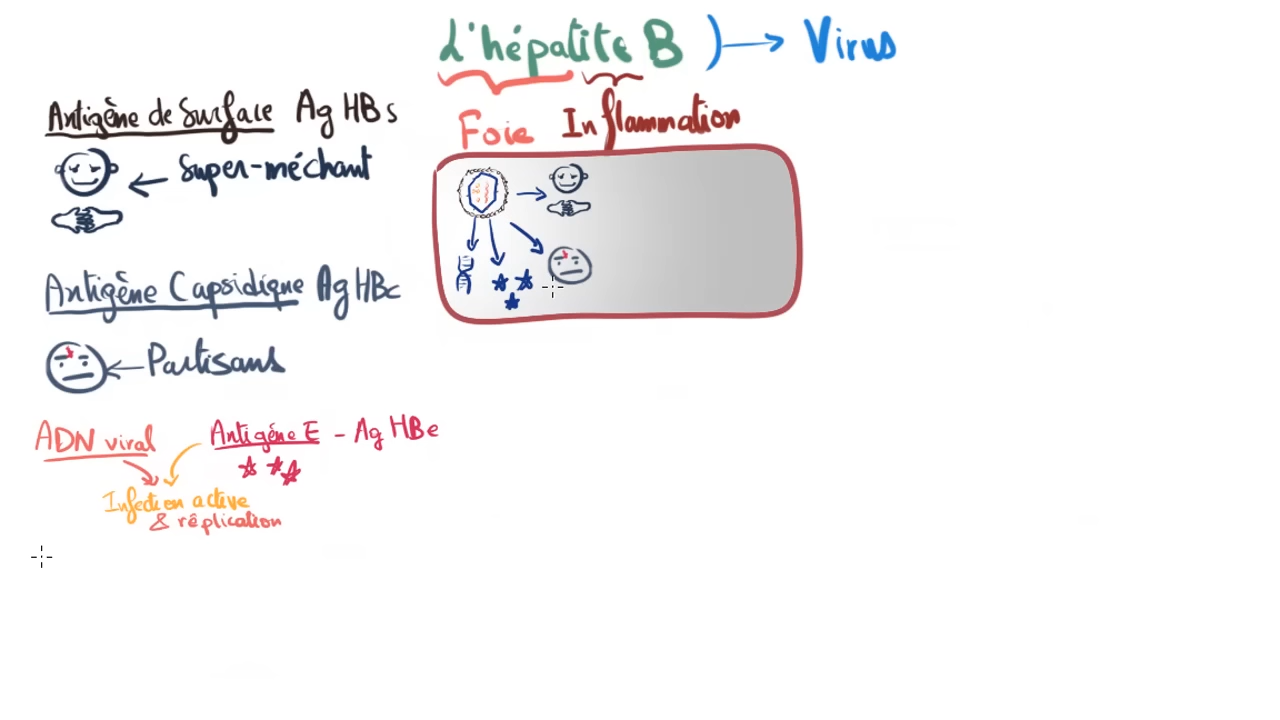 L'hépatite B ) → Virus
Foie Inflammation
Antigène de Surface Ag HBs
Super-méchant
Antigène Capsidique Ag HBc
Partisans
ADN viral
Antigéne E - Ag HBe
Infection active
& réplication